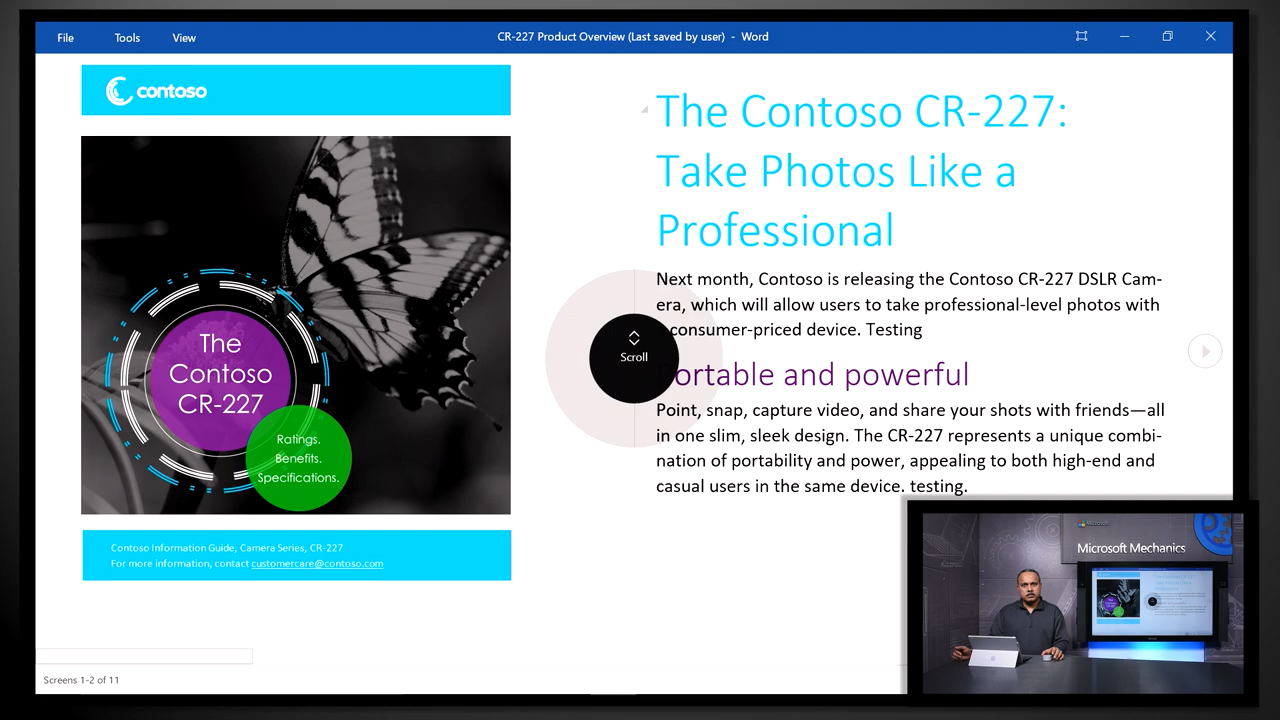 File Tools View CR-227 Product Overview (Last saved by user) - Word
contoso
The Contoso CR-227:
Take Photos Like a
Professional
Next month, Contoso is releasing the Contoso CR-227 DSLR Cam-
era, which will allow users to take professional-level photos with
consumer-priced device. Testing
Scroll
Portable and powerful
Point, snap, capture video, and share your shots with friends—all
in one slim, sleek design. The CR-227 represents a unique combi-
nation of portability and power, appealing to both high-end and
casual users in the same device. testing.
The
Contoso
CR-227
Ratings.
Benefits.
Specifications.
Contoso Information Guide, Camera Series, CR-227
For more information, contact customercare@contoso.com
Screens 1-2 of 11
Microsoft
Microsoft Mechanics